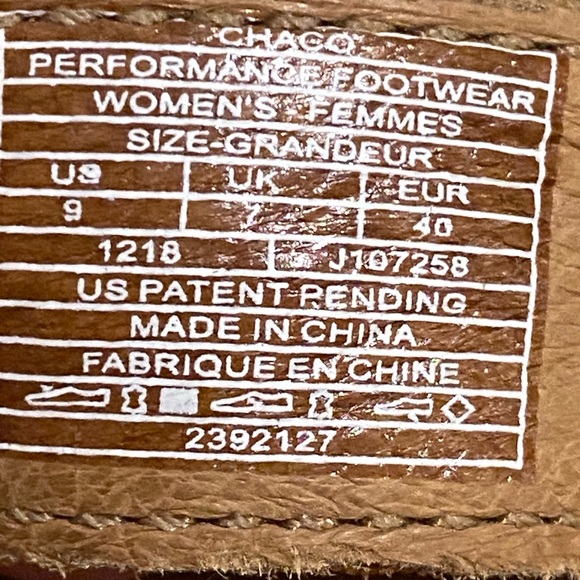 CHACO
PERFORMANCE FOOTWEAR
WOMEN'S FEMMES
SIZE-GRANDEUR
US UK EUR
9 7 40
1218 J107258
US PATENT PENDING
MADE IN CHINA
FABRIQUE EN CHINE
2392127